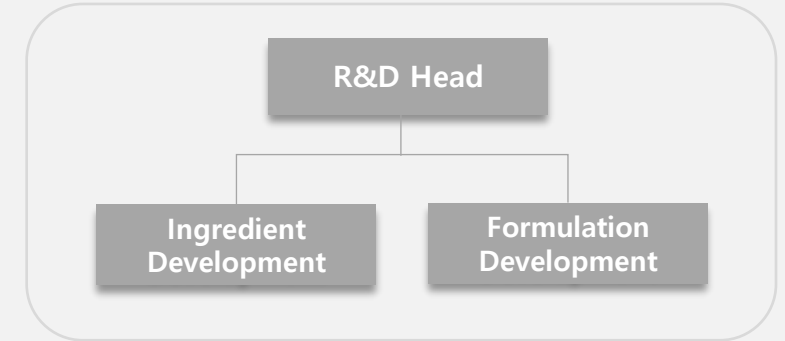 R&D Head
Ingredient
Development
Formulation
Development